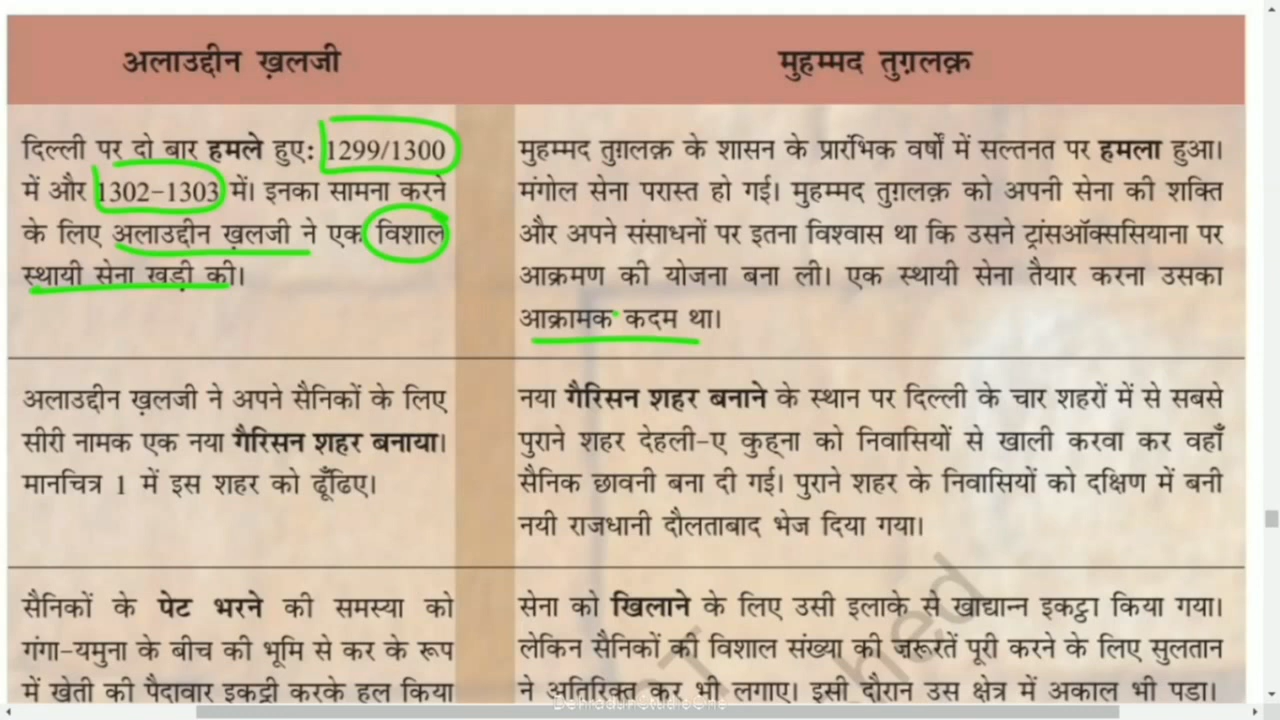 अलाउद्दीन ख़लजी
मुहम्मद तुग़लक़
दिल्ली पर दो बार हमले हुए: 1299/1300
में और 1302-1303 में। इनका सामना करने
के लिए अलाउद्दीन ख़लजी ने एक विशाल
स्थायी सेना खड़ी की।
मुहम्मद तुग़लक़ के शासन के प्रारंभिक वर्षों में सल्तनत पर हमला हुआ।
मंगोल सेना परास्त हो गई। मुहम्मद तुग़लक़ को अपनी सेना की शक्ति
और अपने संसाधनों पर इतना विश्वास था कि उसने ट्रांसऑक्ससियाना पर
आक्रमण की योजना बना ली। एक स्थायी सेना तैयार करना उसका
आक्रामक कदम था।
अलाउद्दीन ख़लजी ने अपने सैनिकों के लिए
सीरी नामक एक नया गैरिसन शहर बनाया।
मानचित्र 1 में इस शहर को ढूँढिए।
नया गैरिसन शहर बनाने के स्थान पर दिल्ली के चार शहरों में से सबसे
पुराने शहर देहली-ए कुह्ना को निवासियों से खाली करवा कर वहाँ
सैनिक छावनी बना दी गई। पुराने शहर के निवासियों को दक्षिण में बनी
नयी राजधानी दौलताबाद भेज दिया गया।
सैनिकों के पेट भरने की समस्या को
गंगा-यमुना के बीच की भूमि से कर के रूप
में खेती की पैदावार इकट्ठी करके हल किया
सेना को खिलाने के लिए उसी इलाके से खाद्यान्न इकट्ठा किया गया।
लेकिन सैनिकों की विशाल संख्या की जरूरतें पूरी करने के लिए सुलतान
ने अतिरिक्त कर भी लगाए। इसी दौरान उस क्षेत्र में अकाल भी पड़ा।